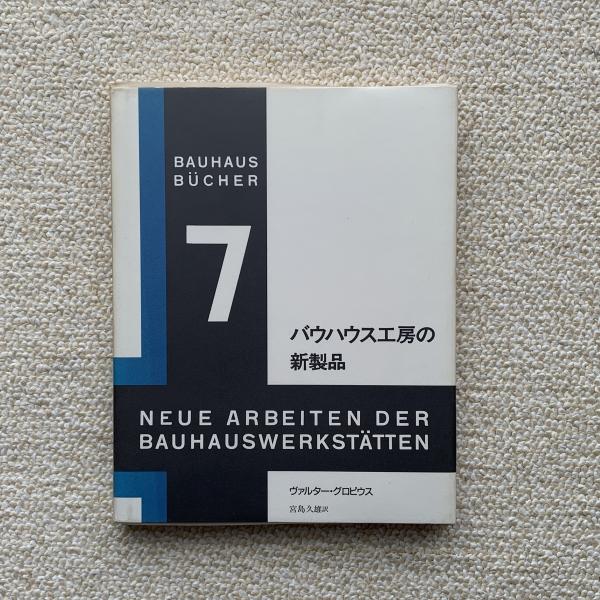 BAUHAUS
BÜCHER
7
バウハウス工房の
新製品
NEUE ARBEITEN DER
BAUHAUSWERKSTÄTTEN
ヴァルター・グロピウス
宮島久雄訳